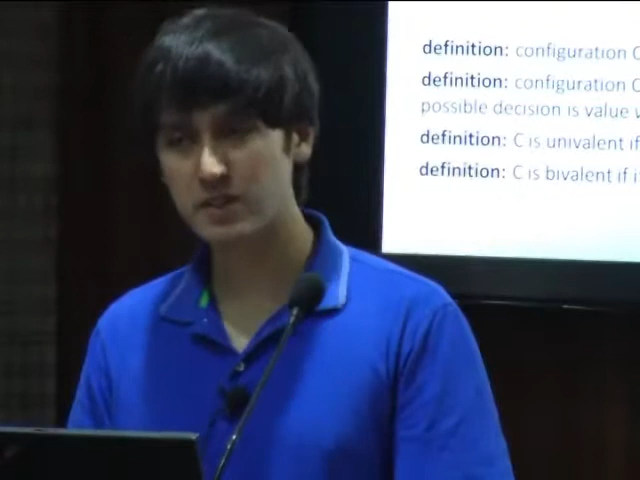 definition: configuration C
definition: configuration C
possible decision is value v
definition: C is univalent if
definition: C is bivalent if i